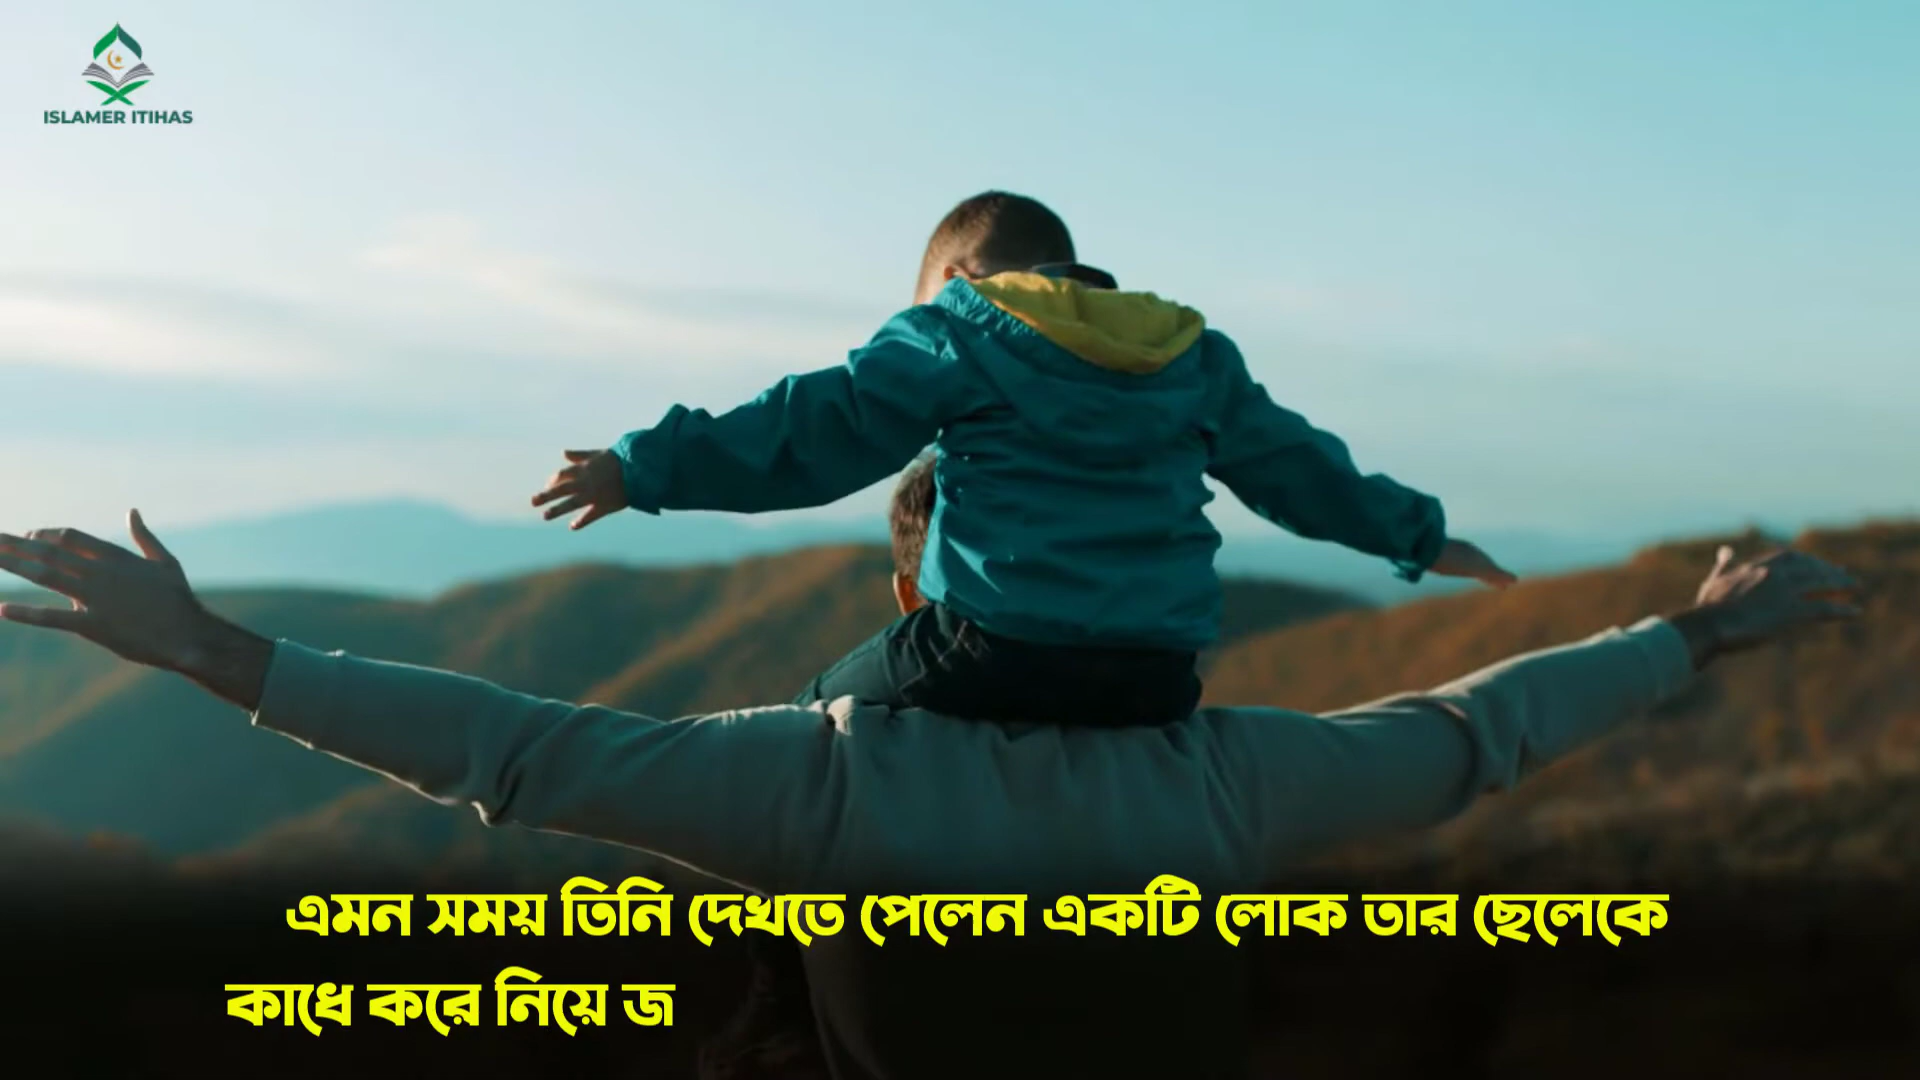 ISLAMER ITIHAS
এমন সময় তিনি দেখতে পেলেন একটি লোক তার ছেলেকে
কাধে করে নিয়ে জ